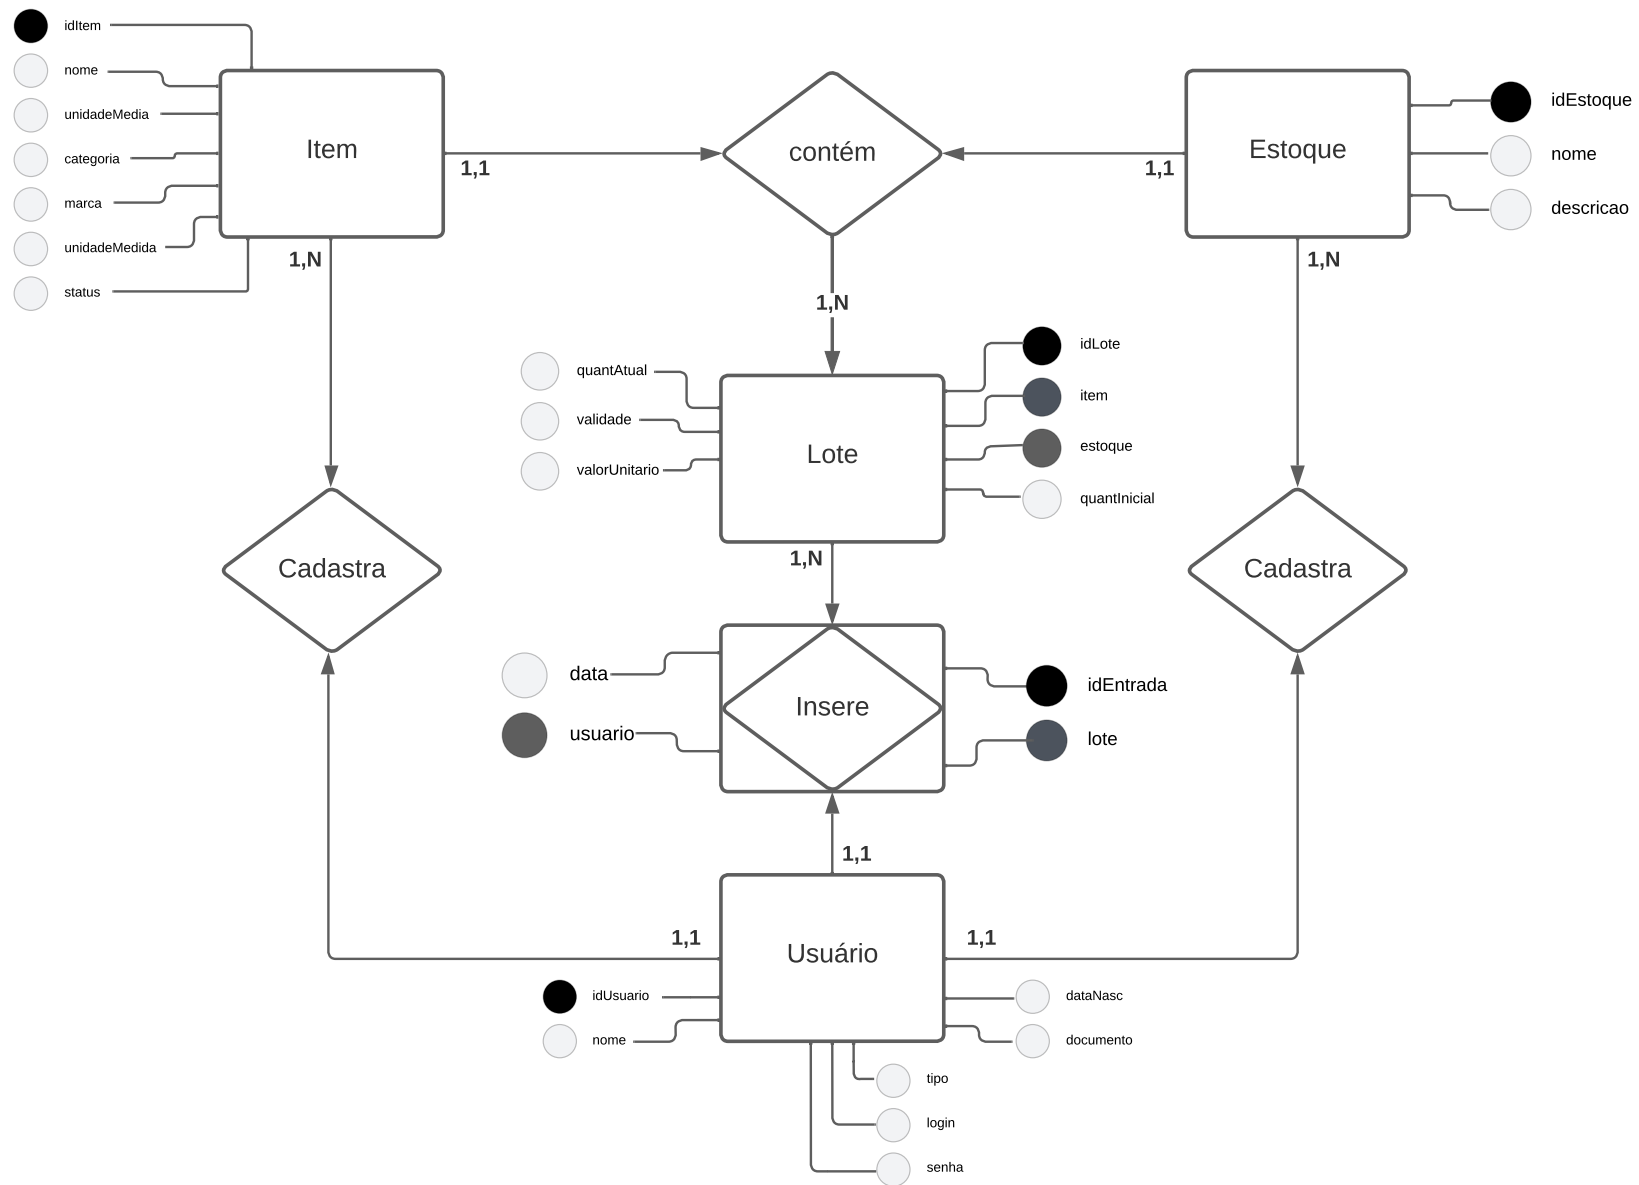 idItem
nome
unidadeMedia
categoria
marca
unidadeMedida
status
Item
1,1
1,N
contém
1,N
Estoque
1,1
1,N
idEstoque
nome
descricao
quantAtual
validade
valorUnitario
Lote
idLote
item
estoque
quantInicial
1,N
Cadastra
Cadastra
data
usuario
Insere
idEntrada
lote
1,1
1,1
1,1
Usuário
idUsuario
nome
dataNasc
documento
tipo
login
senha